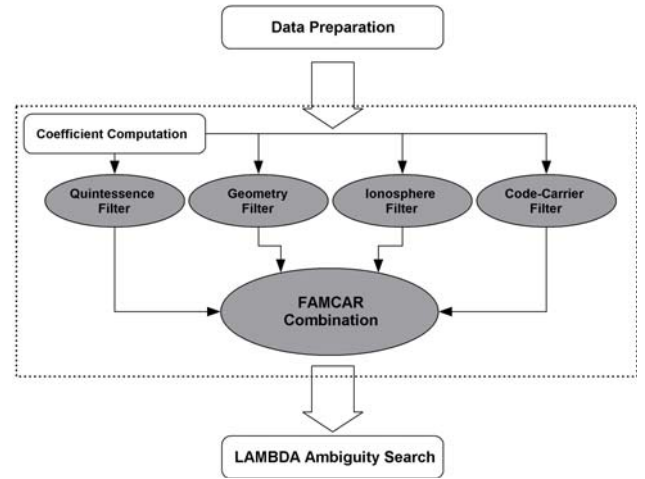 Data Preparation
Coefficient Computation
Quintessence
Filter
Geometry
Filter
Ionosphere
Filter
Code-Carrier
Filter
FAMCAR
Combination
LAMBDA Ambiguity Search